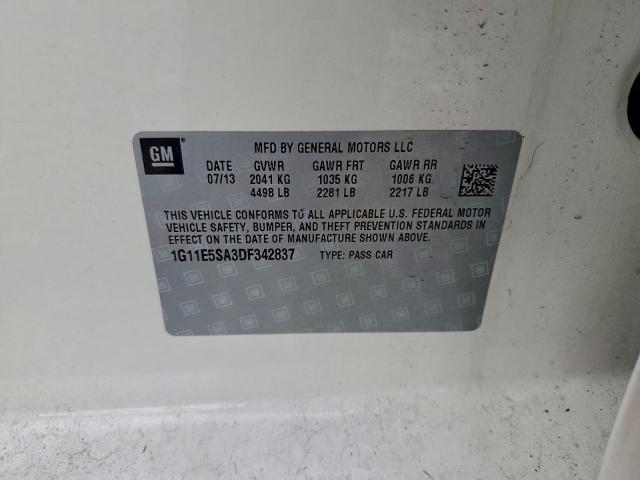 GM
MFD BY GENERAL MOTORS LLC
DATE GVWR GAWR FRT GAWR RR
07/13 2041 KG 1035 KG 1006 KG
4498 LB 2281 LB 2217 LB
THIS VEHICLE CONFORMS TO ALL APPLICABLE U.S. FEDERAL MOTOR
VEHICLE SAFETY, BUMPER, AND THEFT PREVENTION STANDARDS IN
EFFECT ON THE DATE OF MANUFACTURE SHOWN ABOVE.
1G11E5SA3DF342837 TYPE: PASS CAR